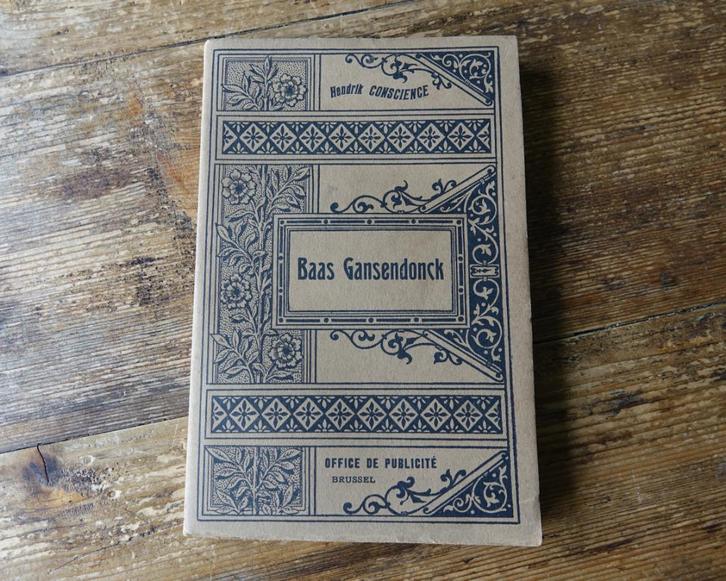 Hendrik CONSCIENCE
Baas Gansendonck
OFFICE DE PUBLICITÉ
BRUSSEL